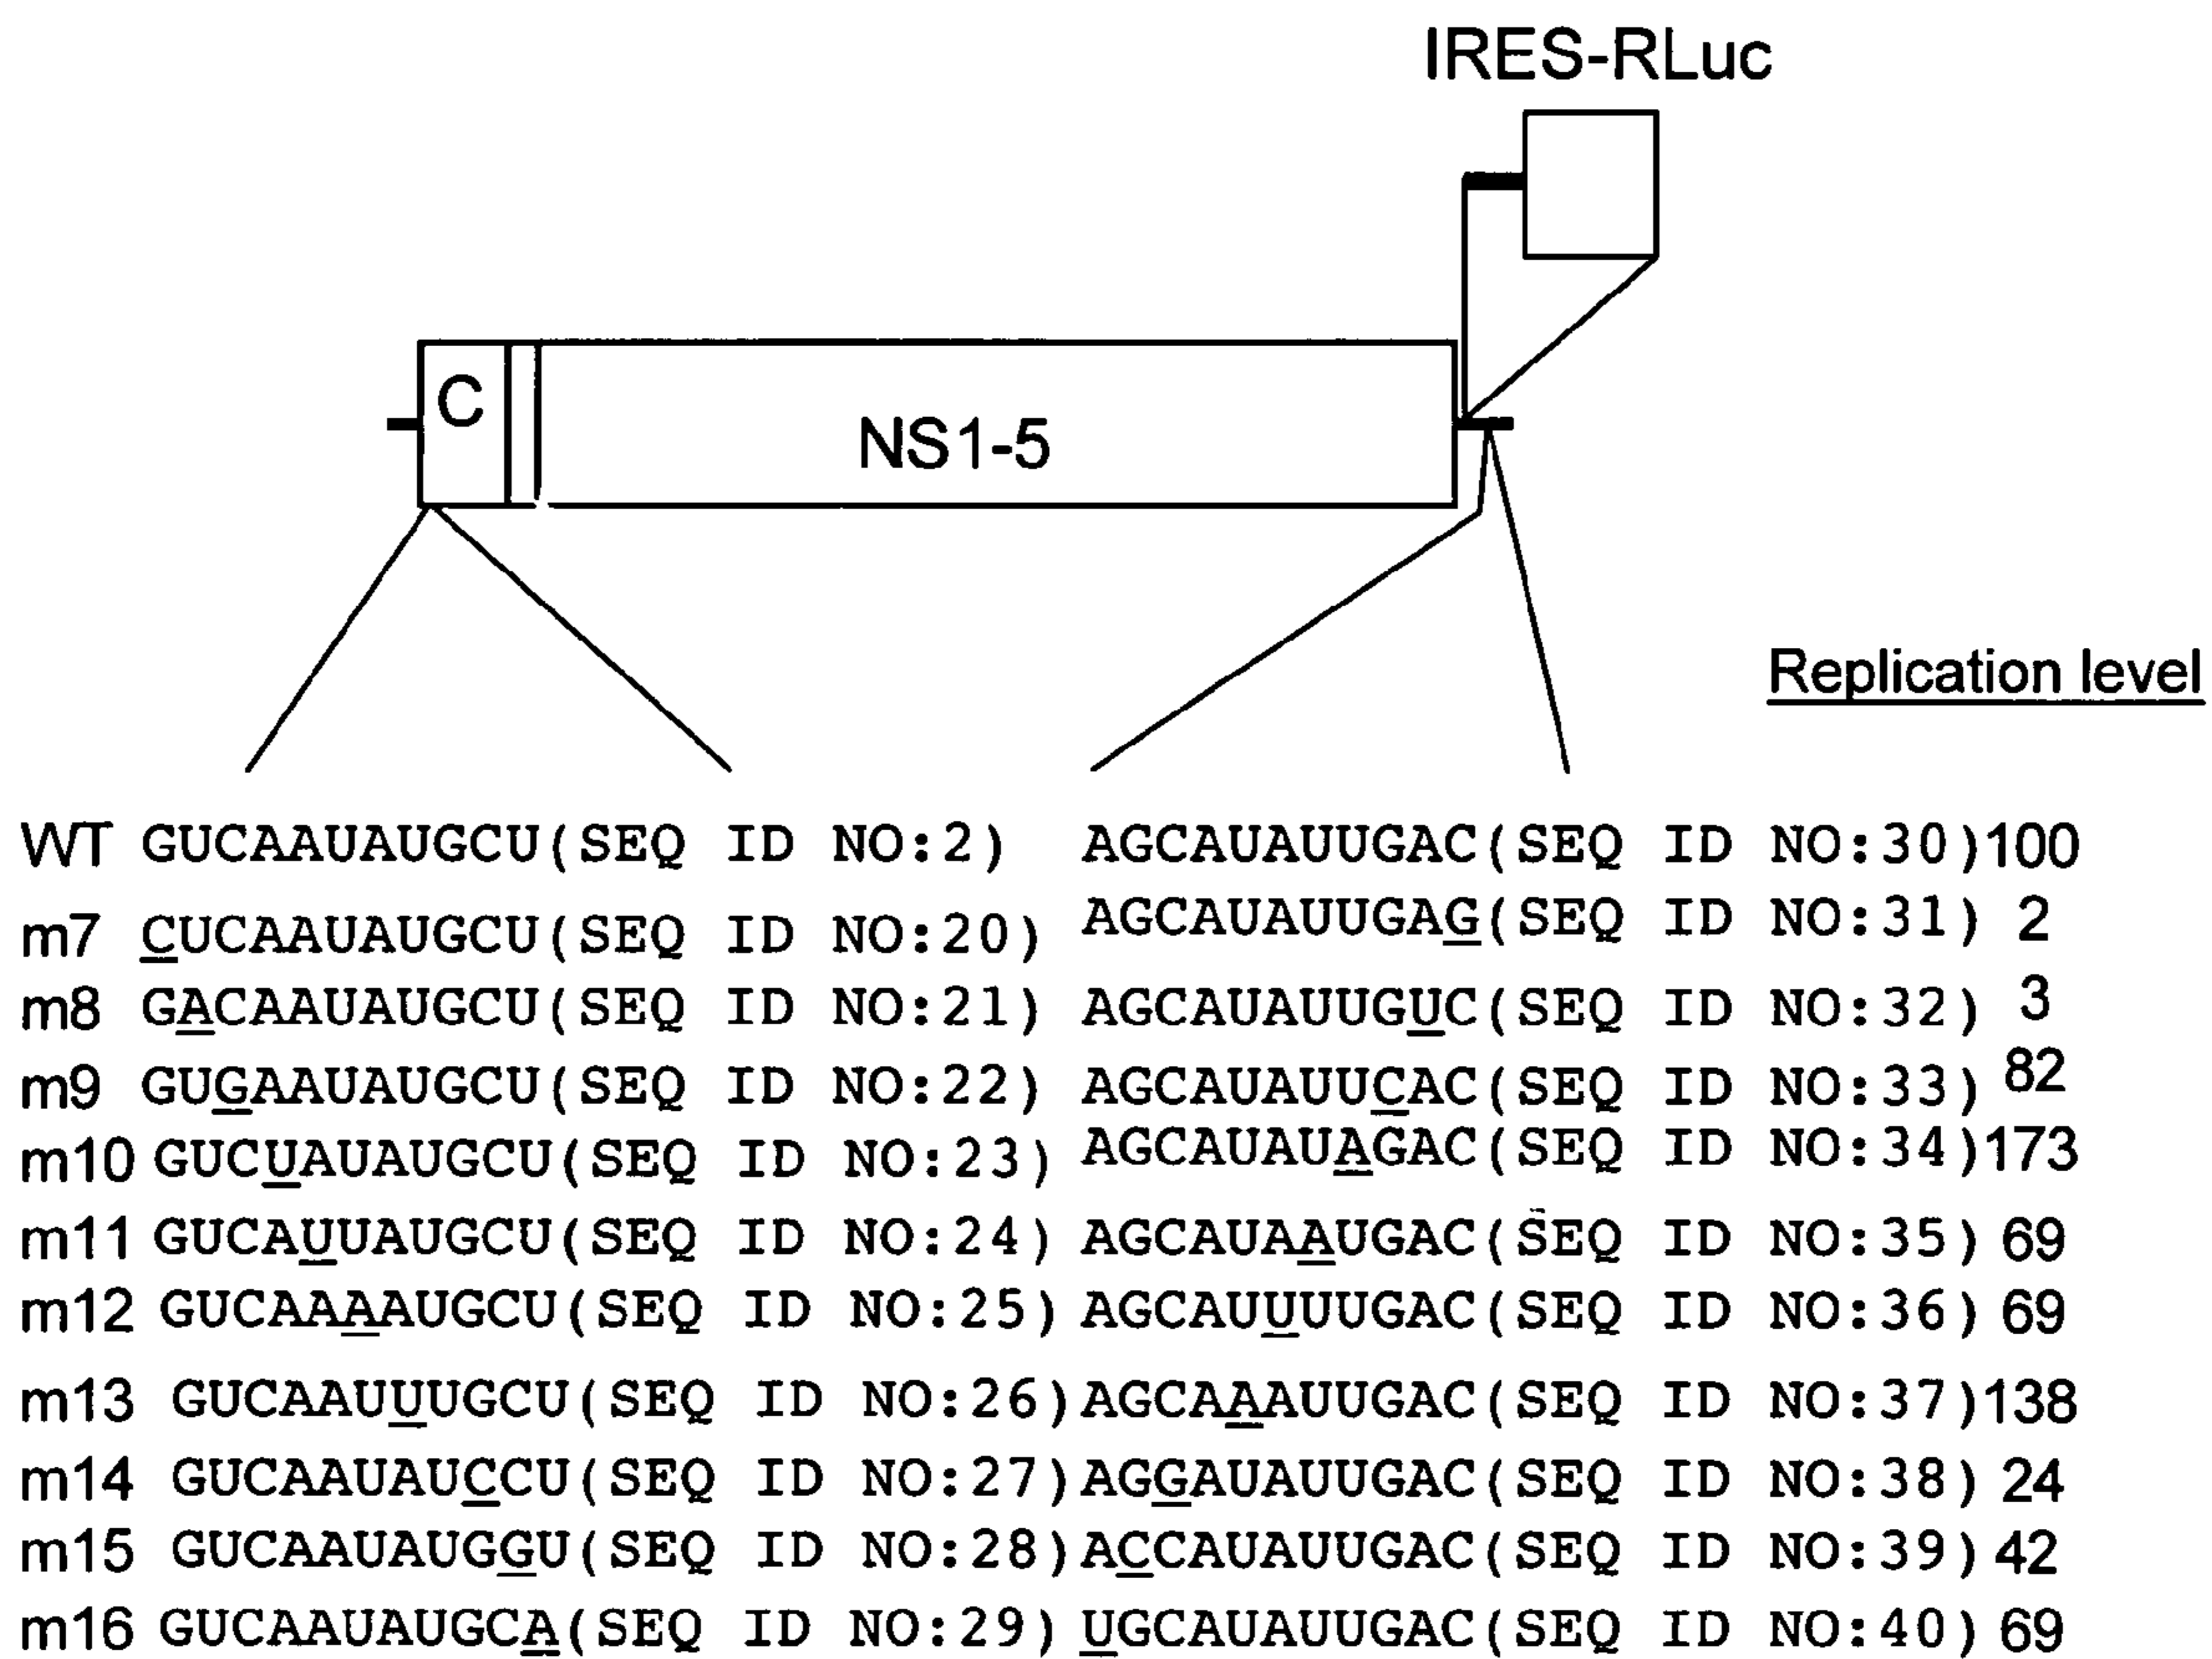 IRES-RLuc
C
NS1-5
Replication level
WT GUCAAUAUGCU(SEQ ID NO:2) AGCAUAUUGAC(SEQ ID NO:30)100
m7 CUCAAUAUGCU(SEQ ID NO:20) AGCAUAUUGAG(SEQ ID NO:31) 2
m8 GACAAUAUGCU(SEQ ID NO:21) AGCAUAUUGUC(SEQ ID NO:32) 3
m9 GUGAAUAUGCU(SEQ ID NO:22) AGCAUAUUCAC(SEQ ID NO:33) 82
m10 GUCUAUAUGCU(SEQ ID NO:23) AGCAUAUAGAC(SEQ ID NO:34)173
m11 GUCAUUAUGCU(SEQ ID NO:24) AGCAUAAUGAC(SEQ ID NO:35) 69
m12 GUCAAAAUGCU(SEQ ID NO:25) AGCAUUUUGAC(SEQ ID NO:36) 69
m13 GUCAAUUUGCU(SEQ ID NO:26)AGCAAAUUGAC(SEQ ID NO:37)138
m14 GUCAAUAUCCU(SEQ ID NO:27)AGGAUAUUGAC(SEQ ID NO:38) 24
m15 GUCAAUAUGGU(SEQ ID NO:28)ACCAUAUUGAC(SEQ ID NO:39) 42
m16 GUCAAUAUGCA(SEQ ID NO:29) UGCAUAUUGAC(SEQ ID NO:40) 69